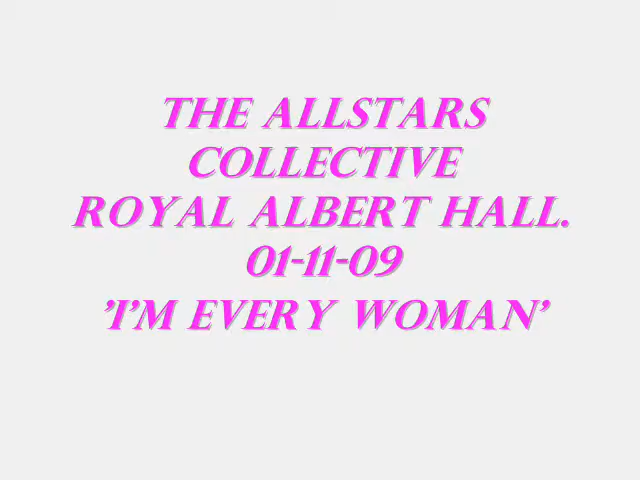 THE ALLSTARS
COLLECTIVE
ROYAL ALBERT HALL.
01-11-09
'I'M EVERY WOMAN'